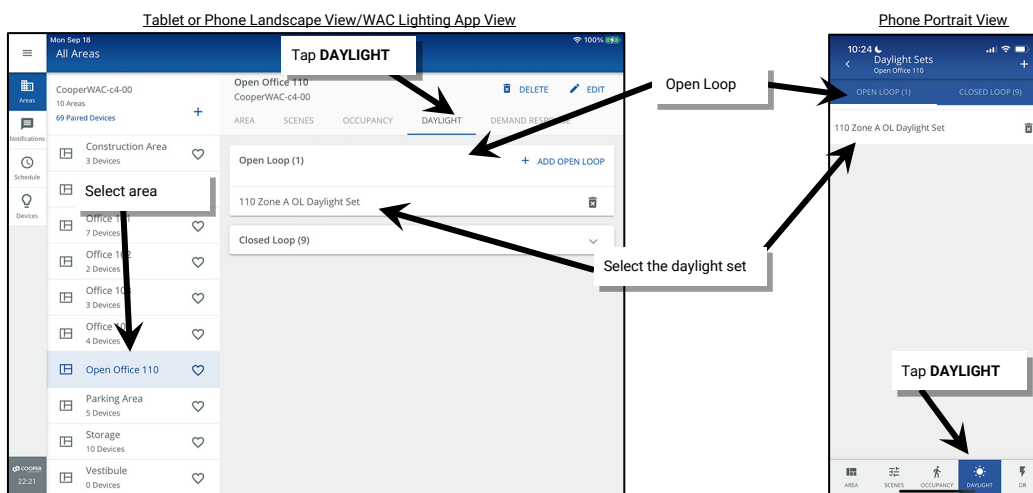 Tablet or Phone Landscape View/WAC Lighting App View
Phone Portrait View
Mon Sep 18
100%
All Areas
Tap DAYLIGHT
Areas
Notifications
Schedule
Devices
COOPER
22:21
CooperWAC-c4-00
10 Areas
69 Paired Devices
+
Construction Area
3 Devices
Select area
Office
7 Devices
Office
2 Devices
Office
3 Devices
Office
4 Devices
Open Office 110
Parking Area
5 Devices
Storage
10 Devices
Vestibule
0 Devices
Open Office 110
CooperWAC-c4-00
DELETE
EDIT
AREA SCENES OCCUPANCY DAYLIGHT DEMAND RESPONSE
Open Loop (1)
+ ADD OPEN LOOP
110 Zone A OL Daylight Set
Closed Loop (9)
Open Loop
Select the daylight set
10:24
Daylight Sets
+
Open Office 110
OPEN LOOP (1) CLOSED LOOP (9)
110 Zone A OL Daylight Set
Tap DAYLIGHT
AREA SCENES OCCUPANCY DAYLIGHT DR